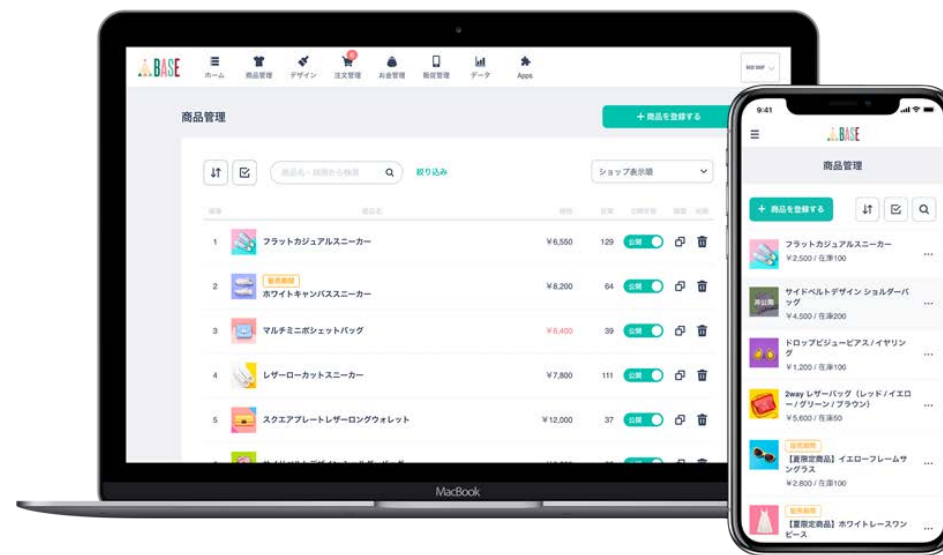 BASE
ホーム
商品管理
デザイン
注文管理
お金管理
販促管理
データ
Apps
商品管理
+ 商品を登録する
絞り込み
ショップ表示順
1 フラットカジュアルスニーカー ¥6,550 129 公開
2 販売期間
ホワイトキャンバススニーカー ¥8,200 64 公開
3 マルチミニポシェットバッグ ¥6,400 39 公開
4 レザーローカットスニーカー ¥7,800 111 公開
5 スクエアプレートレザーロングウォレット ¥12,000 37 公開
MacBook
9:41
BASE
商品管理
+ 商品を登録する
フラットカジュアルスニーカー
¥2,500 / 在庫100
非公開
サイドベルトデザイン ショルダーバ
ッグ
¥4,500 / 在庫200
ドロップビジューピアス / イヤリン
グ
¥1,200 / 在庫100
2way レザーバッグ（レッド / イエロ
ー / グリーン / ブラウン）
¥5,600 / 在庫50
販売期間
【夏限定商品】イエローフレームサ
ングラス
¥2,800 / 在庫100
販売期間
【夏限定商品】ホワイトレースワン
ピース